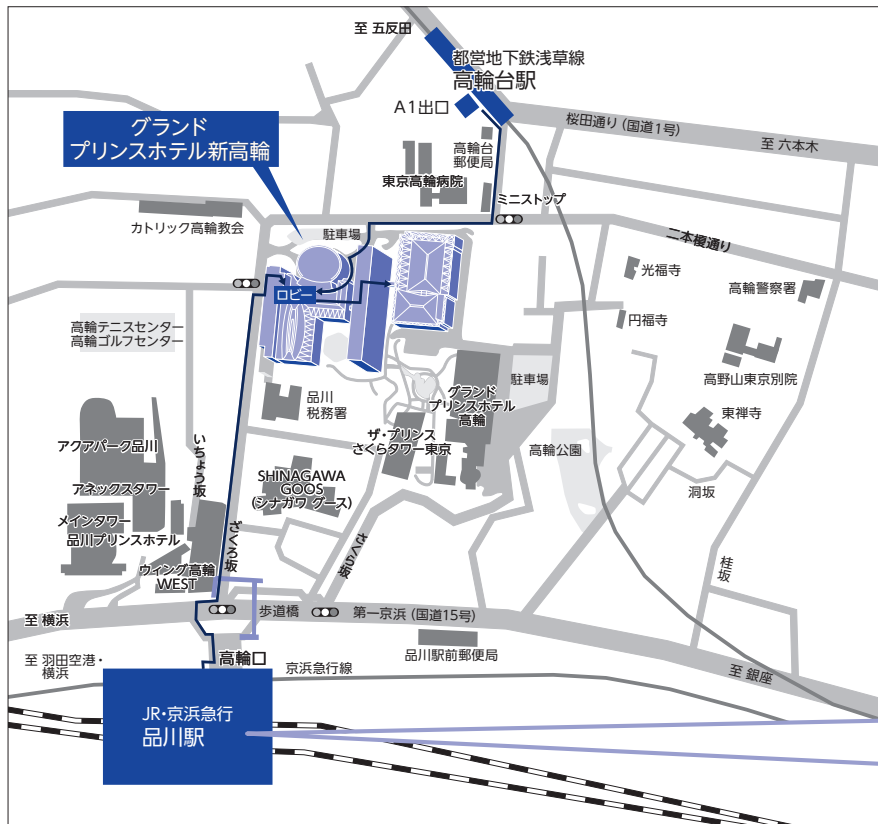 至 五反田
都営地下鉄浅草線
高輪台駅
A1出口
グランド
プリンスホテル新高輪
桜田通り（国道1号）
至 六本木
高輪台
郵便局
東京高輪病院
ミニストップ
カトリック高輪教会
駐車場
二本榎通り
光福寺
高輪警察署
ロビー
円福寺
高輪テニスセンター
高輪ゴルフセンター
高野山東京別院
駐車場
グランド
プリンスホテル
高輪
品川
税務署
東禅寺
ザ・プリンス
さくらタワー東京
高輪公園
アクアパーク品川
いちょう坂
SHINAGAWA
GOOS
(シナガワ グース)
洞坂
アネックスタワー
メインタワー
品川プリンスホテル
ざくろ坂
さくら坂
ウィング高輪
WEST
桂坂
至 横浜
歩道橋
第一京浜（国道15号）
至 羽田空港・
横浜
高輪口
京浜急行線
品川駅前郵便局
至 銀座
JR・京浜急行
品川駅